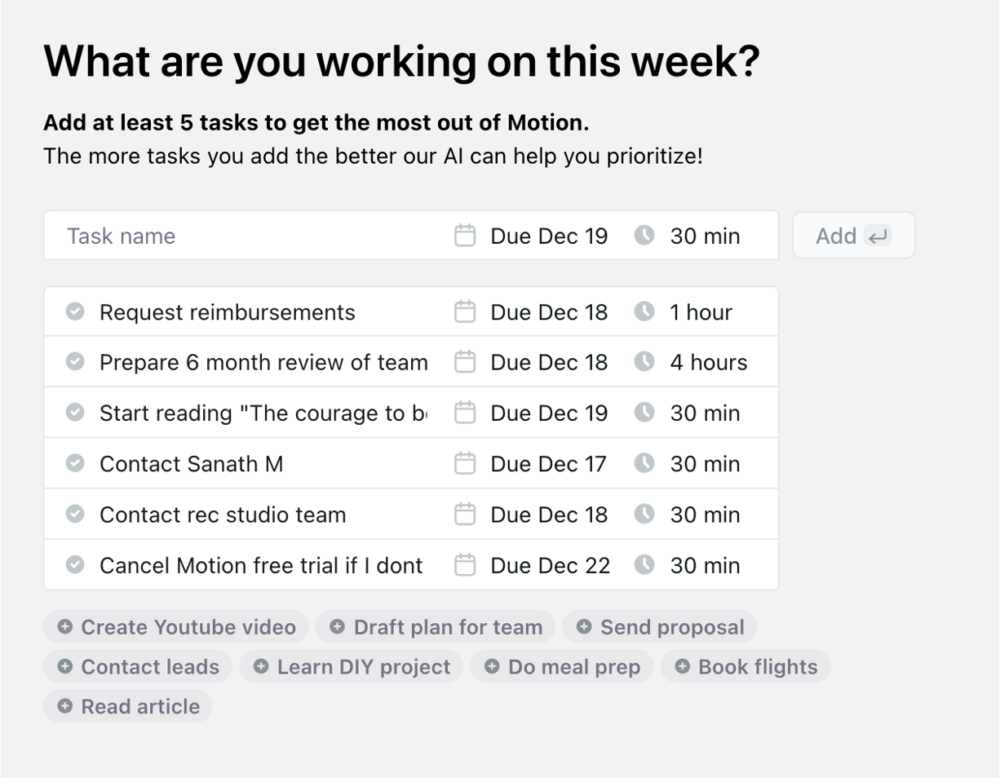 What are you working on this week?
Add at least 5 tasks to get the most out of Motion.
The more tasks you add the better our AI can help you prioritize!
Task name Due Dec 19 30 min Add
Request reimbursements Due Dec 18 1 hour
Prepare 6 month review of team Due Dec 18 4 hours
Start reading "The courage to Due Dec 19 30 min
Contact Sanath M Due Dec 17 30 min
Contact rec studio team Due Dec 18 30 min
Cancel Motion free trial if I dont Due Dec 22 30 min
Create Youtube video Draft plan for team Send proposal
Contact leads Learn DIY project Do meal prep Book flights
Read article